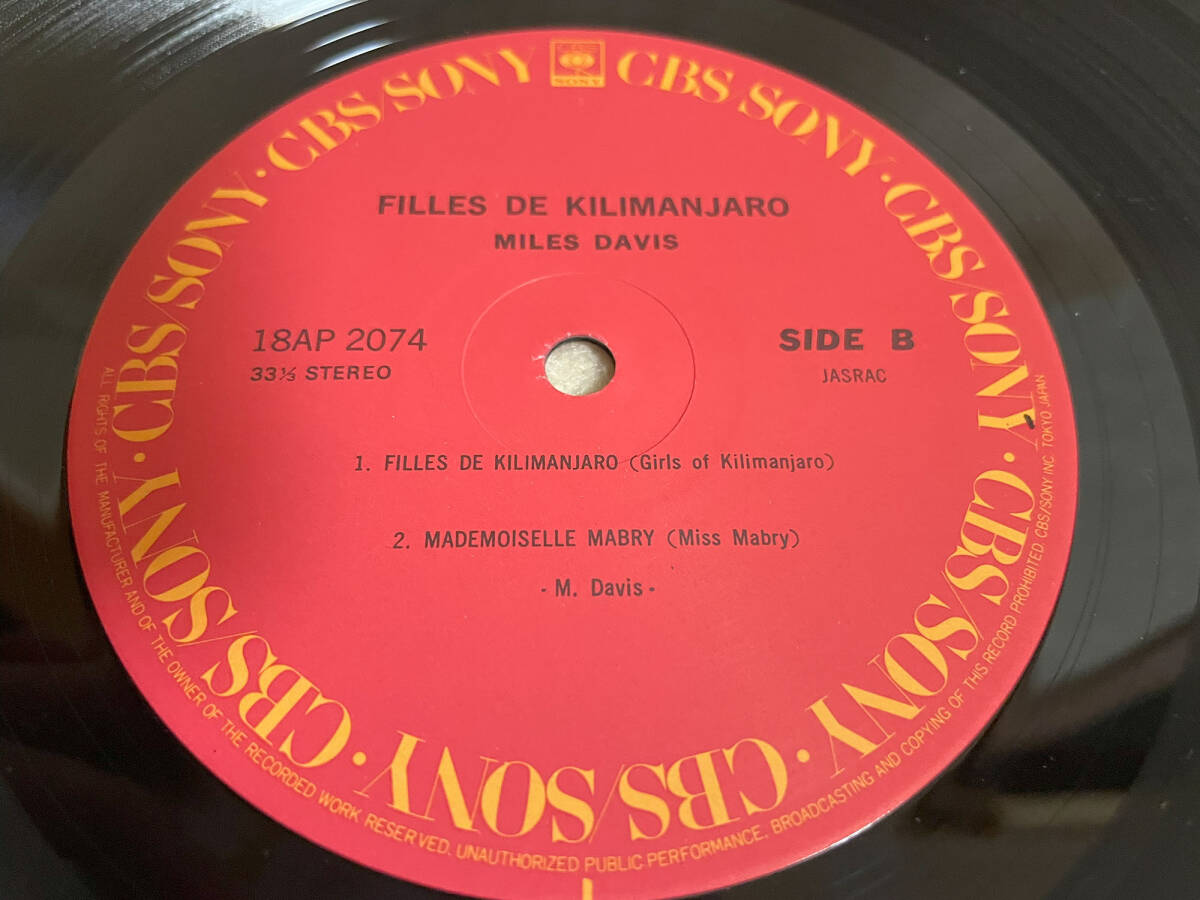 CBS/SONY · CBS/SONY · CBS/SONY · CBS/SONY · CBS/SONY · CBS/SONY · CBS/SONY · CBS/SONY · CBS SONY
CBS
SONY
FILLES DE KILIMANJARO
MILES DAVIS
18AP 2074
33⅓ STEREO
SIDE B
JASRAC
1. FILLES DE KILIMANJARO (Girls of Kilimanjaro)
2. MADEMOISELLE MABRY (Miss Mabry)
- M. Davis -
ALL RIGHTS OF THE MANUFACTURER AND OF THE OWNER OF THE RECORDED WORK RESERVED. UNAUTHORIZED PUBLIC PERFORMANCE. BROADCASTING AND COPYING OF THIS RECORD PROHIBITED. CBS/SONY INC. TOKYO JAPAN